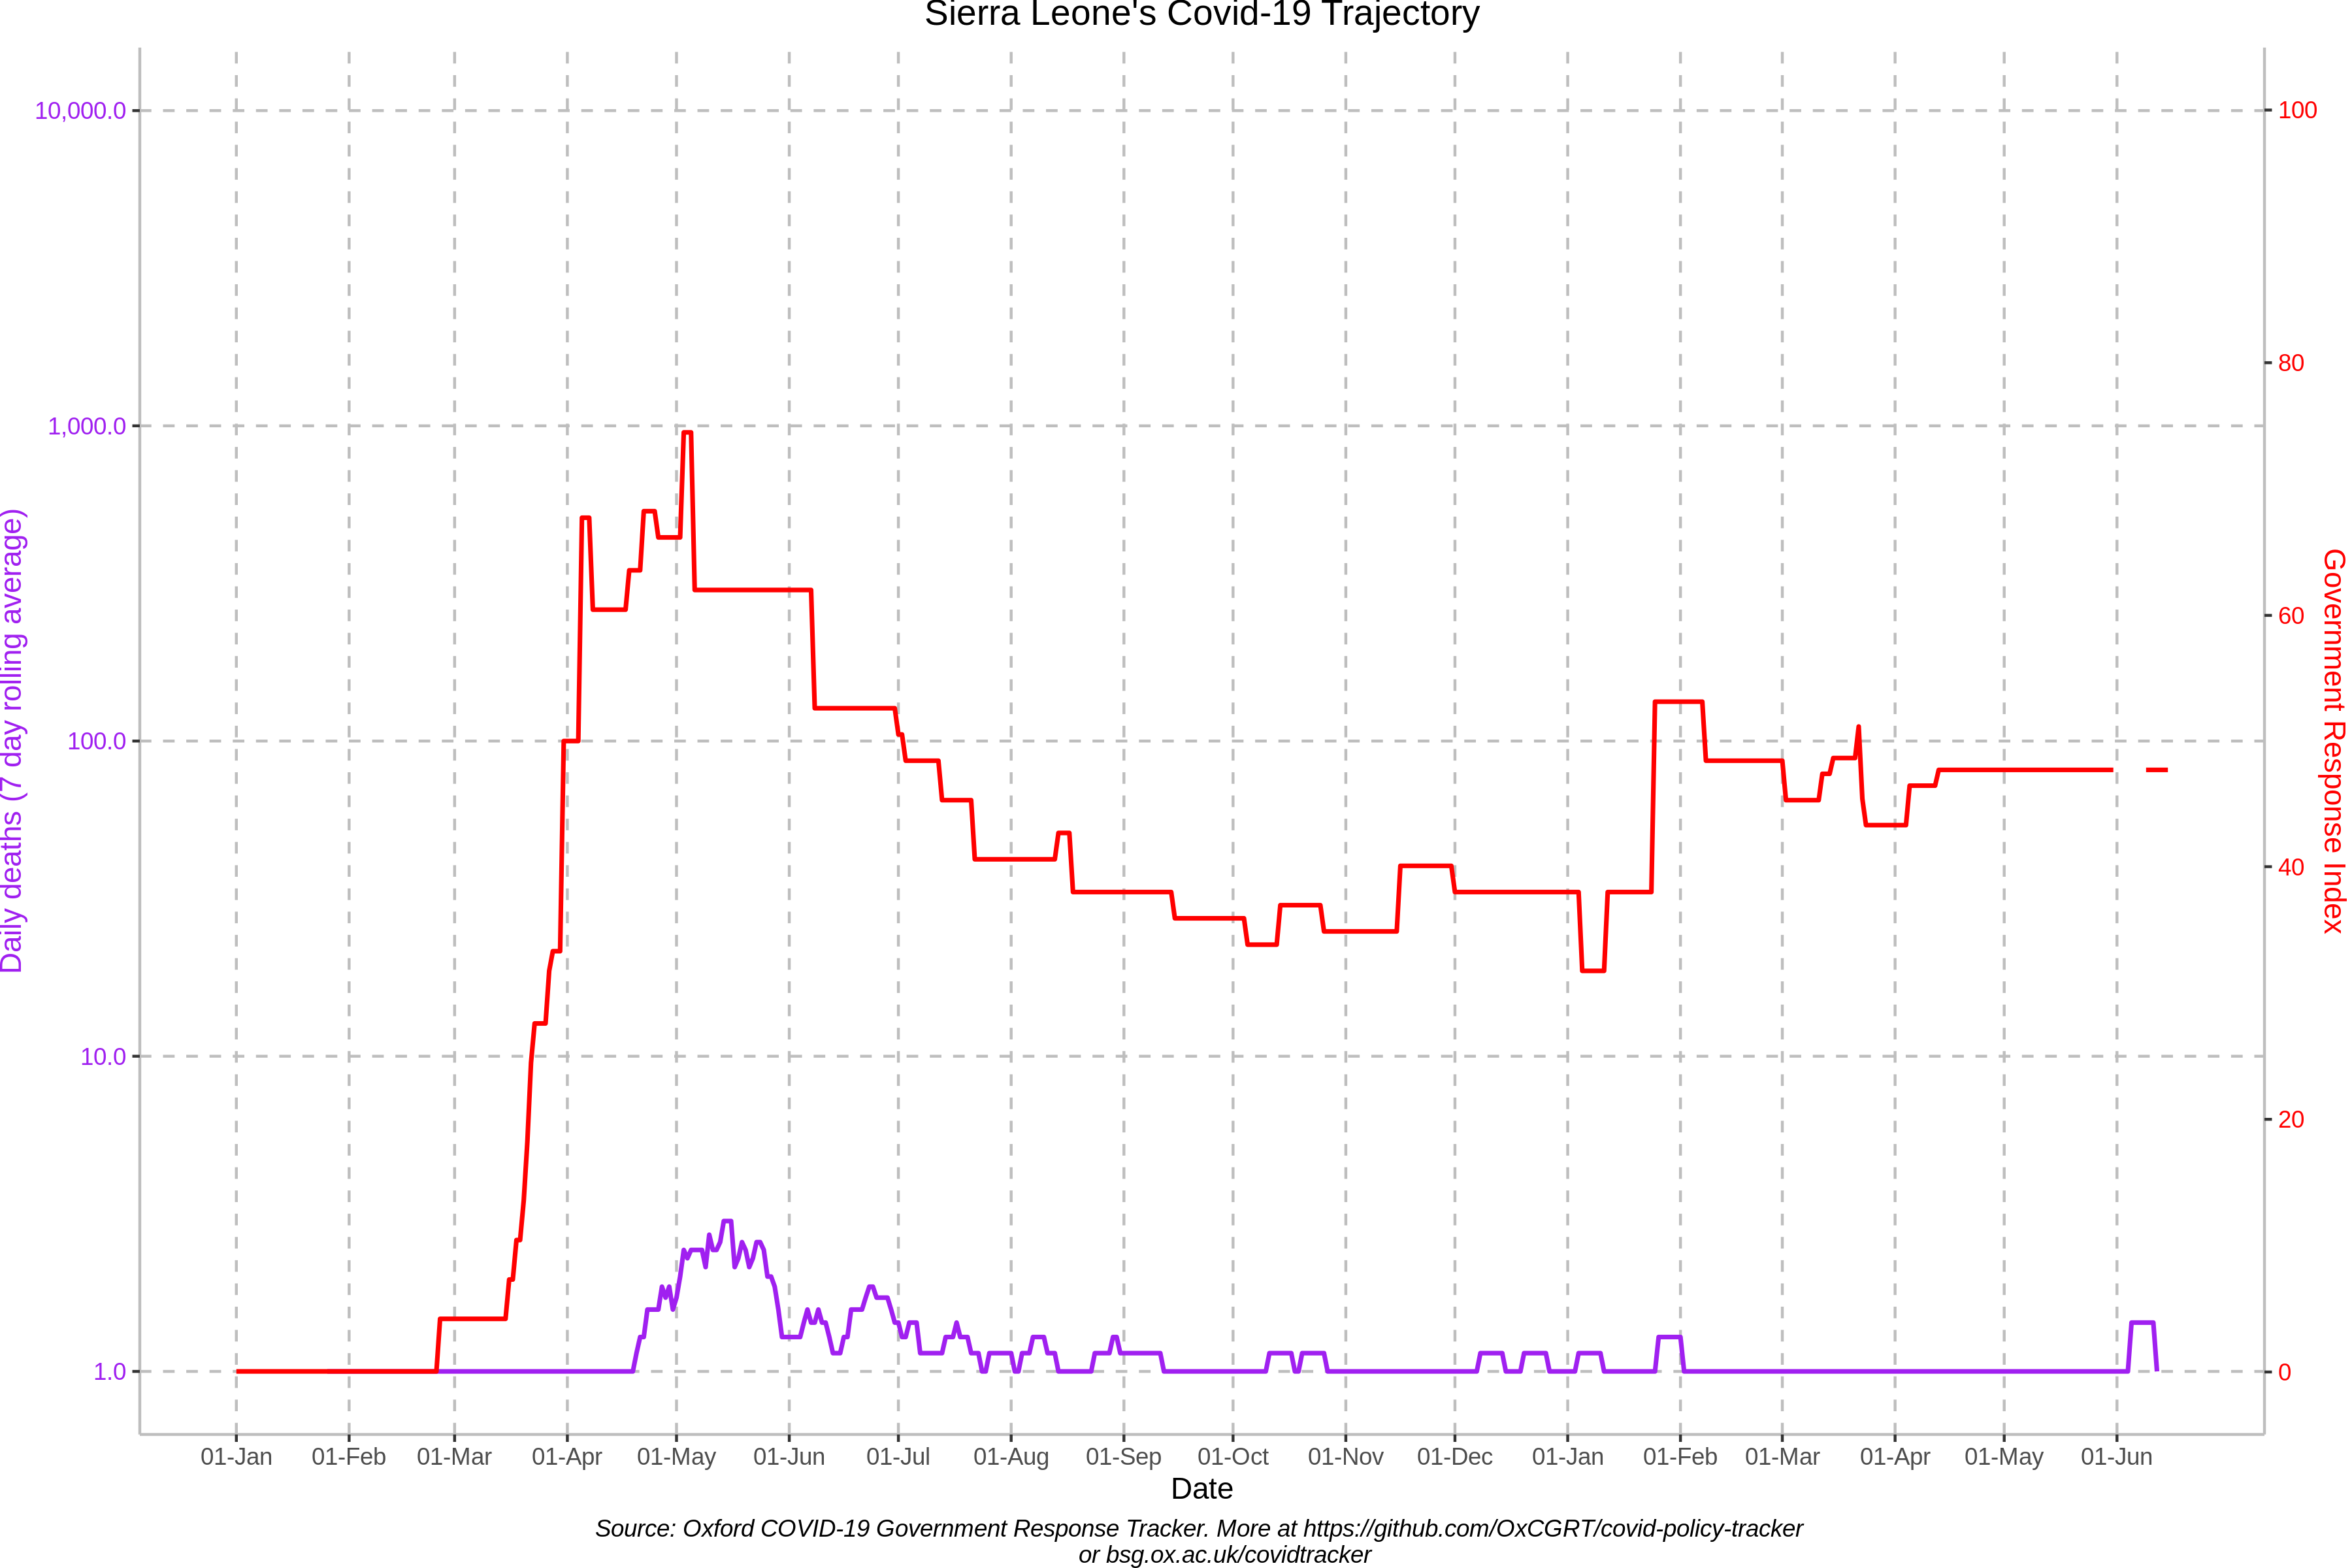 Sierra Leone's Covid-19 Trajectory
10,000.0
1,000.0
100.0
10.0
1.0
Daily deaths (7 day rolling average)
100
80
60
40
20
0
Government Response Index
01-Jan 01-Feb 01-Mar 01-Apr 01-May 01-Jun 01-Jul 01-Aug 01-Sep 01-Oct 01-Nov 01-Dec 01-Jan 01-Feb 01-Mar 01-Apr 01-May 01-Jun
Date
Source: Oxford COVID-19 Government Response Tracker. More at https://github.com/OxCGRT/covid-policy-tracker
or bsg.ox.ac.uk/covidtracker